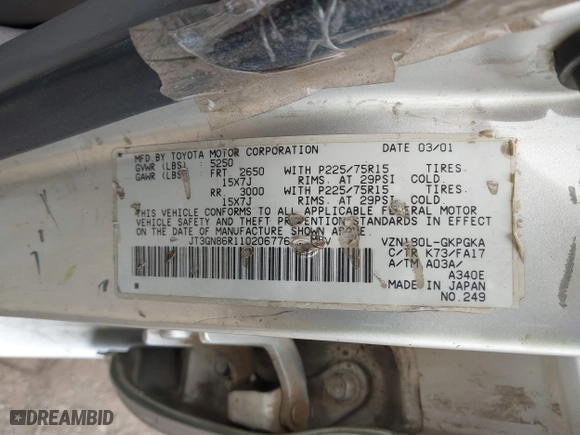 MFD BY TOYOTA MOTOR CORPORATION DATE 03/01
GVWR (LBS) 5250
GAWR (LBS) FRT 2650 WITH P225/75R15 TIRES
15X7J RIMS. AT 29PSI COLD
RR 3000 WITH P225/75R15 TIRES
15X7J RIMS. AT 29PSI COLD
THIS VEHICLE CONFORMS TO ALL APPLICABLE FEDERAL MOTOR
VEHICLE SAFETY AND THEFT PREVENTION STANDARDS IN EFFECT
ON THE DATE OF MANUFACTURE SHOWN ABOVE.
JT3GN86R110206776 VZN180L-GKPGKA
C/TR K73/FA17
A/TM A03A/
A340E
MADE IN JAPAN
NO.249
DREAMBID